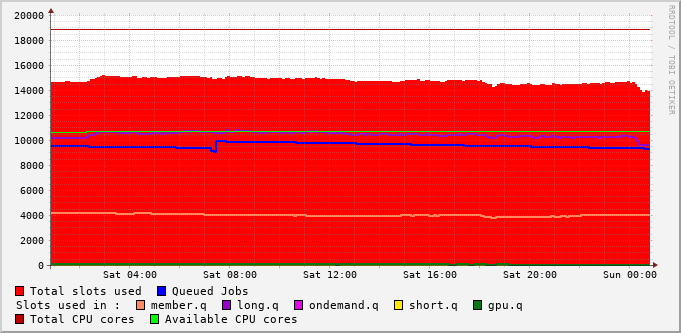 20000
18000
16000
14000
12000
10000
8000
6000
4000
2000
0
Sat 04:00 Sat 08:00 Sat 12:00 Sat 16:00 Sat 20:00 Sun 00:00
Total slots used Queued Jobs
Slots used in : member.q long.q ondemand.q short.q gpu.q
Total CPU cores Available CPU cores
RRDTOOL / TOBI OETIKER